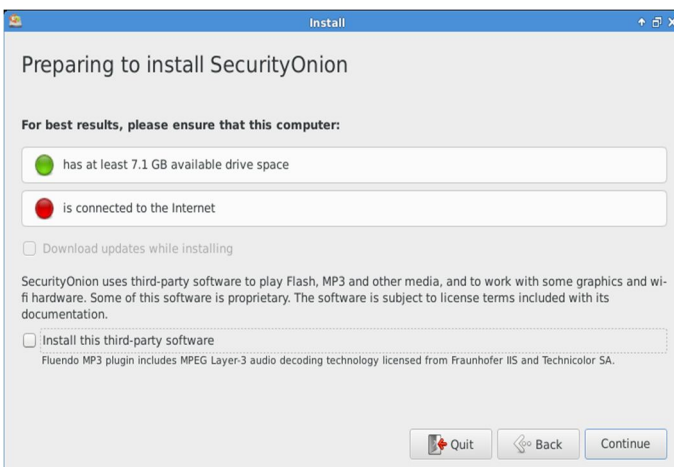 Install
Preparing to install SecurityOnion
For best results, please ensure that this computer:
has at least 7.1 GB available drive space
is connected to the Internet
Download updates while installing
SecurityOnion uses third-party software to play Flash, MP3 and other media, and to work with some graphics and wi-
fi hardware. Some of this software is proprietary. The software is subject to license terms included with its
documentation.
Install this third-party software
Fluendo MP3 plugin includes MPEG Layer-3 audio decoding technology licensed from Fraunhofer IIS and Technicolor SA.
Quit Back Continue